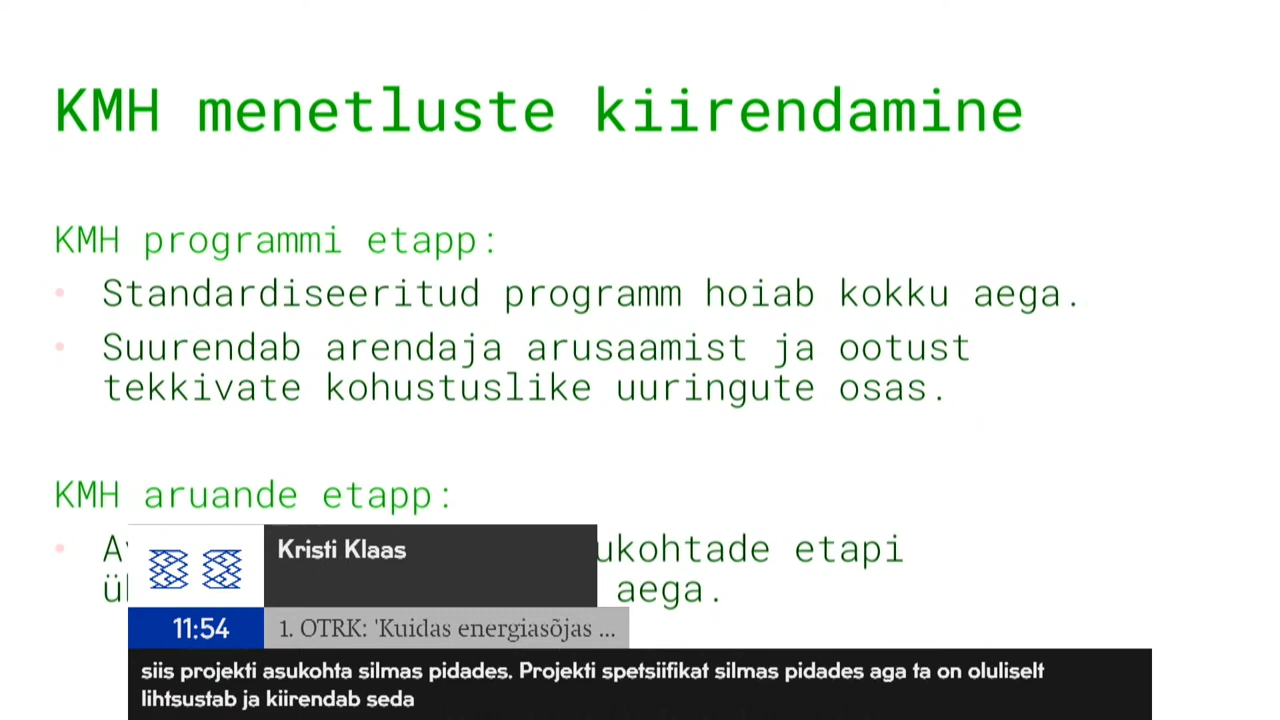 KMH menetluste kiirendamine
KMH programmi etapp:
• Standardiseeritud programm hoiab kokku aega.
• Suurendab arendaja arusaamist ja ootust
tekkivate kohustuslike uuringute osas.
KMH aruande etapp:
etapi
aega.
Kristi Klaas
11:54
1. OTRK: 'Kuidas energiasõjas ...
siis projekti asukohta silmas pidades. Projekti spetsiifikat silmas pidades aga ta on oluliselt
lihtsustab ja kiirendab seda